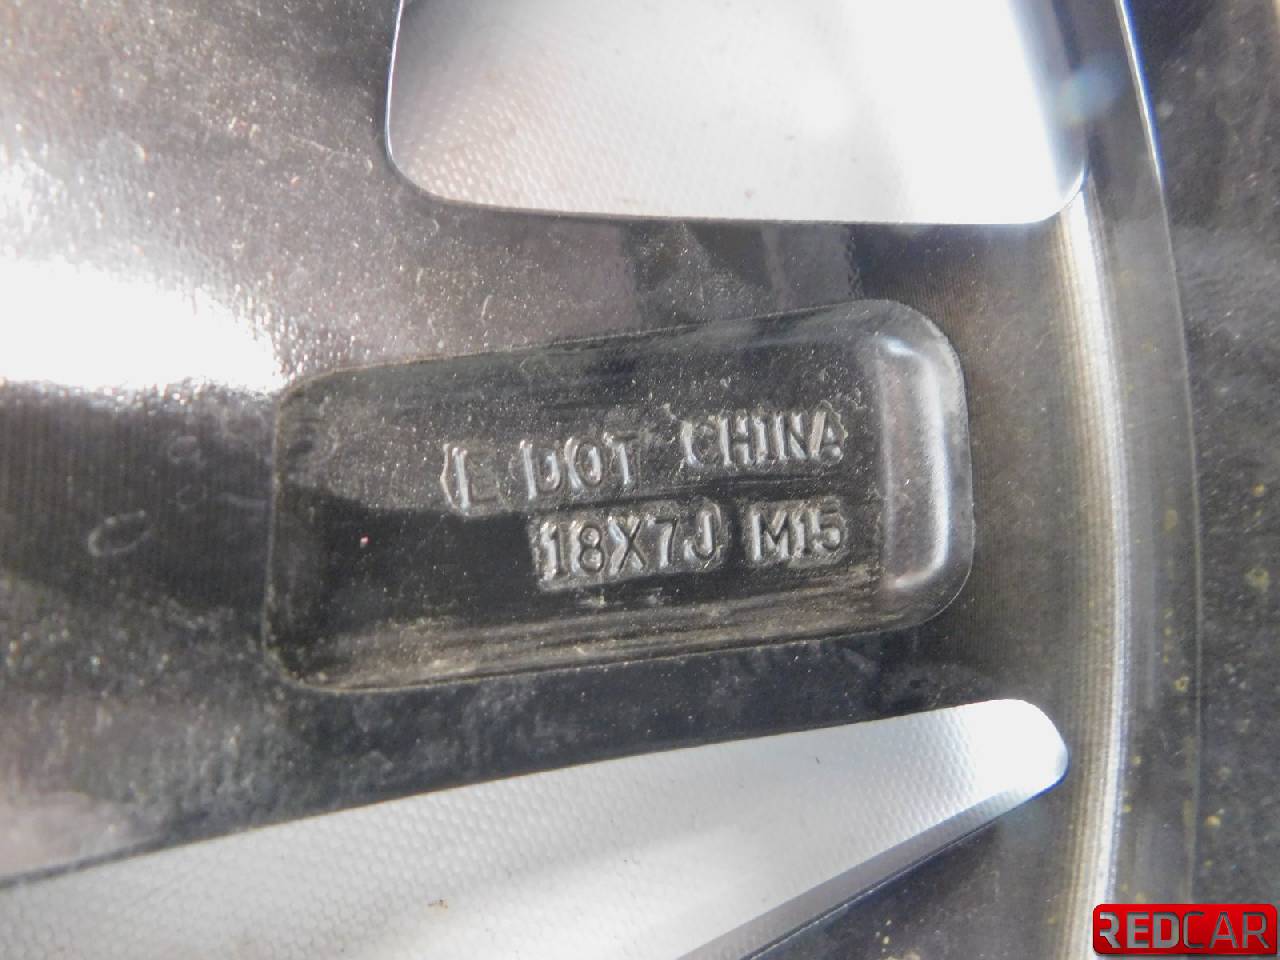 L DOT CHINA
18X7J M15
REDCAR